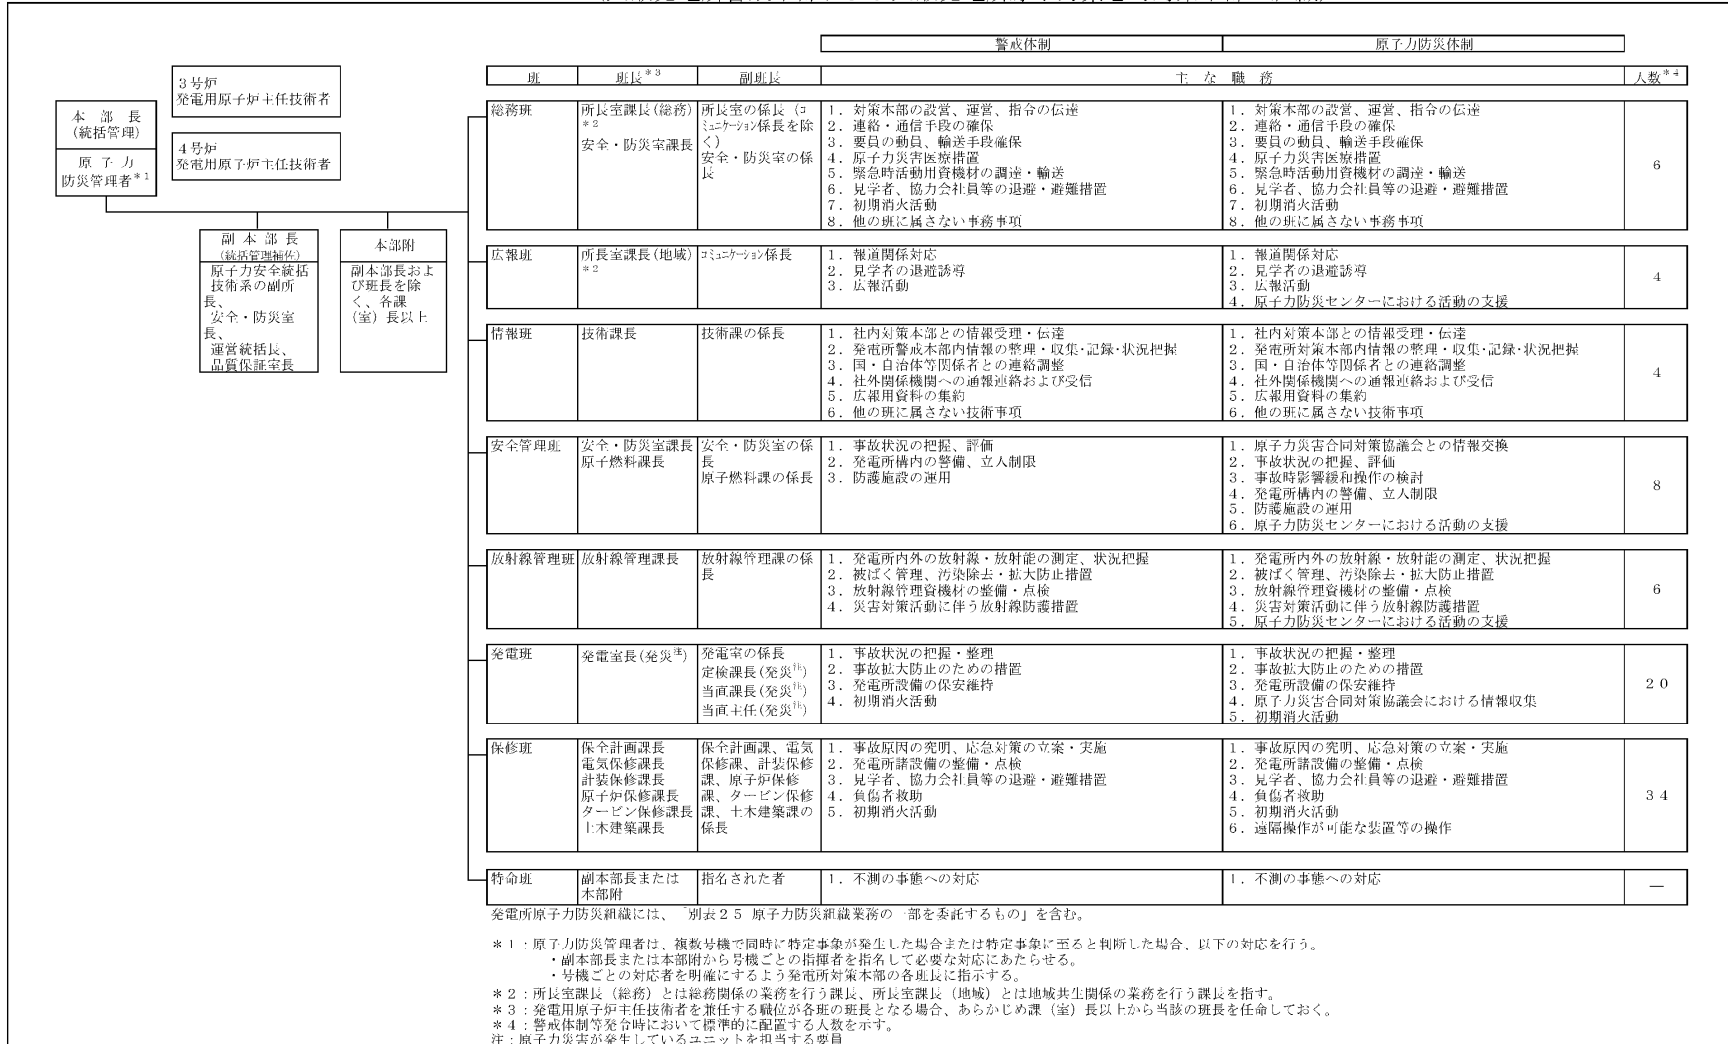 警戒体制
原子力防災体制
班
班長*3
副班長
主な職務
人数*4
3号炉
発電用原子炉主任技術者
4号炉
発電用原子炉主任技術者
本部長
(統括管理)
原子力
防災管理者*1
副本部長
(統括管理補佐)
原子力安全統括
技術系の副所
長、
安全・防災室
長、
運営統括長、
品質保証室長
本部附
副本部長およ
び班長を除
く、各課
(室)長以上
総務班
所長室課長(総務)
*2
安全・防災室課長
所長室の係長(コ
ミュニケーション係長を除
く)
安全・防災室の係
長
1.対策本部の設営、運営、指令の伝達
2.連絡・通信手段の確保
3.要員の動員、輸送手段確保
4.原子力災害医療措置
5.緊急時活動用資機材の調達・輸送
6.見学者、協力会社員等の退避・避難措置
7.初期消火活動
8.他の班に属さない事務事項
1.対策本部の設営、運営、指令の伝達
2.連絡・通信手段の確保
3.要員の動員、輸送手段確保
4.原子力災害医療措置
5.緊急時活動用資機材の調達・輸送
6.見学者、協力会社員等の退避・避難措置
7.初期消火活動
8.他の班に属さない事務事項
6
広報班
所長室課長(地域)
*2
コミュニケーション係長
1.報道関係対応
2.見学者の退避誘導
3.広報活動
1.報道関係対応
2.見学者の退避誘導
3.広報活動
4.原子力防災センターにおける活動の支援
4
情報班
技術課長
技術課の係長
1.社内対策本部との情報受理・伝達
2.発電所警戒本部内情報の整理・収集・記録・状況把握
3.国・自治体等関係者との連絡調整
4.社外関係機関への通報連絡および受信
5.広報用資料の集約
6.他の班に属さない技術事項
1.社内対策本部との情報受理・伝達
2.発電所対策本部内情報の整理・収集・記録・状況把握
3.国・自治体等関係者との連絡調整
4.社外関係機関への通報連絡および受信
5.広報用資料の集約
6.他の班に属さない技術事項
4
安全管理班
安全・防災室課長
原子燃料課長
安全・防災室の係
長
原子燃料課の係長
1.事故状況の把握、評価
2.発電所構内の警備、立入制限
3.防護施設の運用
1.原子力災害合同対策協議会との情報交換
2.事故状況の把握、評価
3.事故時影響緩和操作の検討
4.発電所構内の警備、立入制限
5.防護施設の運用
6.原子力防災センターにおける活動の支援
8
放射線管理班
放射線管理課長
放射線管理課の係
長
1.発電所内外の放射線・放射能の測定、状況把握
2.被ばく管理、汚染除去・拡大防止措置
3.放射線管理資機材の整備・点検
4.災害対策活動に伴う放射線防護措置
1.発電所内外の放射線・放射能の測定、状況把握
2.被ばく管理、汚染除去・拡大防止措置
3.放射線管理資機材の整備・点検
4.災害対策活動に伴う放射線防護措置
5.原子力防災センターにおける活動の支援
6
発電班
発電室長(発災注)
発電室の係長
定検課長(発災注)
当直課長(発災注)
当直主任(発災注)
1.事故状況の把握・整理
2.事故拡大防止のための措置
3.発電所設備の保安維持
4.初期消火活動
1.事故状況の把握・整理
2.事故拡大防止のための措置
3.発電所設備の保安維持
4.原子力災害合同対策協議会における情報収集
5.初期消火活動
20
保修班
保全計画課長
電気保修課長
計装保修課長
原子炉保修課長
タービン保修課長
土木建築課長
保全計画課、電気
保修課、計装保修
課、原子炉保修
課、タービン保修
課、土木建築課の
係長
1.事故原因の究明、応急対策の立案・実施
2.発電所諸設備の整備・点検
3.見学者、協力会社員等の退避・避難措置
4.負傷者救助
5.初期消火活動
1.事故原因の究明、応急対策の立案・実施
2.発電所諸設備の整備・点検
3.見学者、協力会社員等の退避・避難措置
4.負傷者救助
5.初期消火活動
6.遠隔操作が可能な装置等の操作
34
特命班
副本部長または
本部附
指名された者
1.不測の事態への対応
1.不測の事態への対応
―
発電所原子力防災組織には、「別表25 原子力防災組織業務の一部を委託するもの」を含む。
*1:原子力防災管理者は、複数号機で同時に特定事象が発生した場合または特定事象に至ると判断した場合、以下の対応を行う。
・副本部長または本部附から号機ごとの指揮者を指名して必要な対応にあたらせる。
・号機ごとの対応者を明確にするよう発電所対策本部の各班長に指示する。
*2:所長室課長(総務)とは総務関係の業務を行う課長、所長室課長(地域)とは地域共生関係の業務を行う課長を指す。
*3:発電用原子炉主任技術者を兼任する職位が各班の班長となる場合、あらかじめ課(室)長以上から当該の班長を任命しておく。
*4:警戒体制等発令時において標準的に配置する人数を示す。
注:原子力災害が発生しているユニットを担当する要員